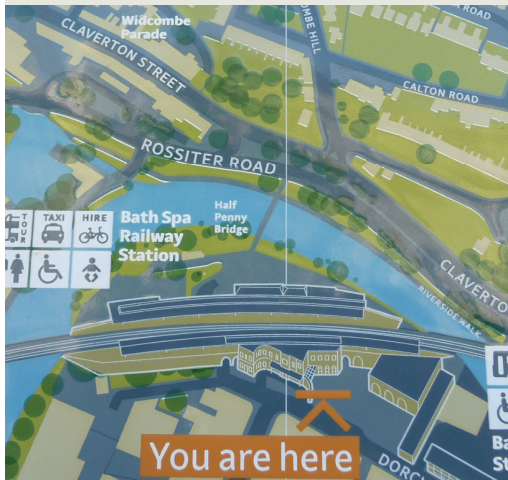 Widcombe
Parade
CLAVERTON STREET
ROAD
CALTON ROAD
ROSSITER ROAD
TOUR
TAXI
HIRE
Bath Spa
Railway
Station
Half
Penny
Bridge
RIVERSIDE WALK
You are here